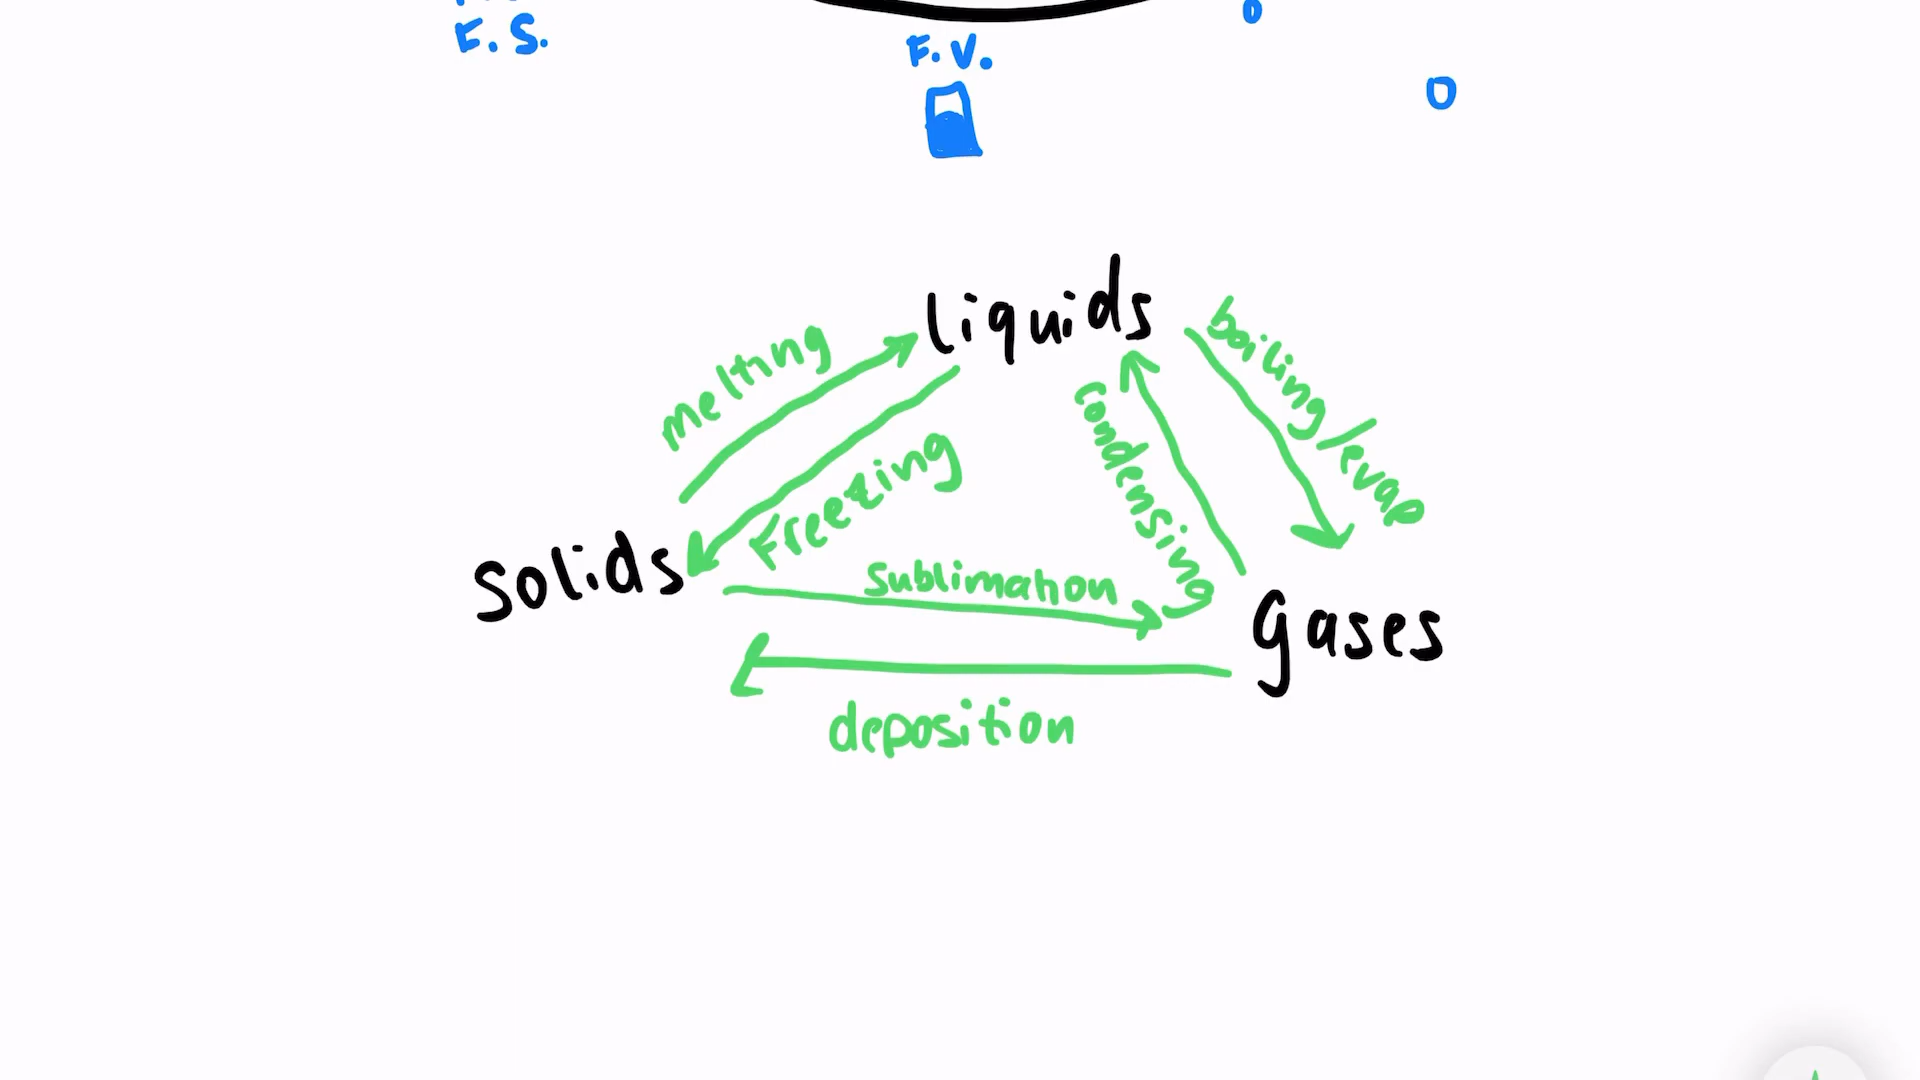 F. S.
F. V.
liquids
melting
boiling/evap
condensing
Freezing
Solids
Sublimation
gases
deposition